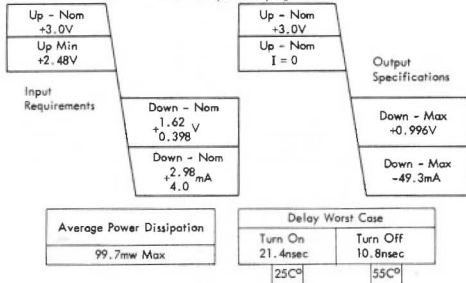 Up - Nom
+3.0V
Up Min
+2.48V
Input
Requirements
Down - Nom
+1.62
0.398 V
Down - Nom
+2.98
4.0 mA
Up - Nom
+3.0V
Up - Nom
I = 0
Output
Specifications
Down - Max
+0.996V
Down - Max
-49.3mA
Average Power Dissipation
99.7mw Max
Delay Worst Case
Turn On
21.4nsec
Turn Off
10.8nsec
25C°
55C°